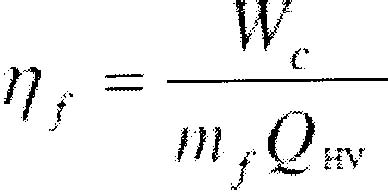 η_f = W_c / (m_f Q_HV)